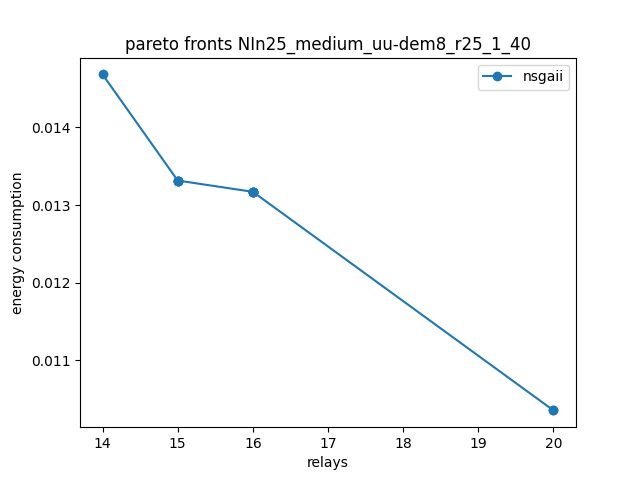 pareto fronts NIn25_medium_uu-dem8_r25_1_40
nsgaii
energy consumption
0.014
0.013
0.012
0.011
14 15 16 17 18 19 20
relays